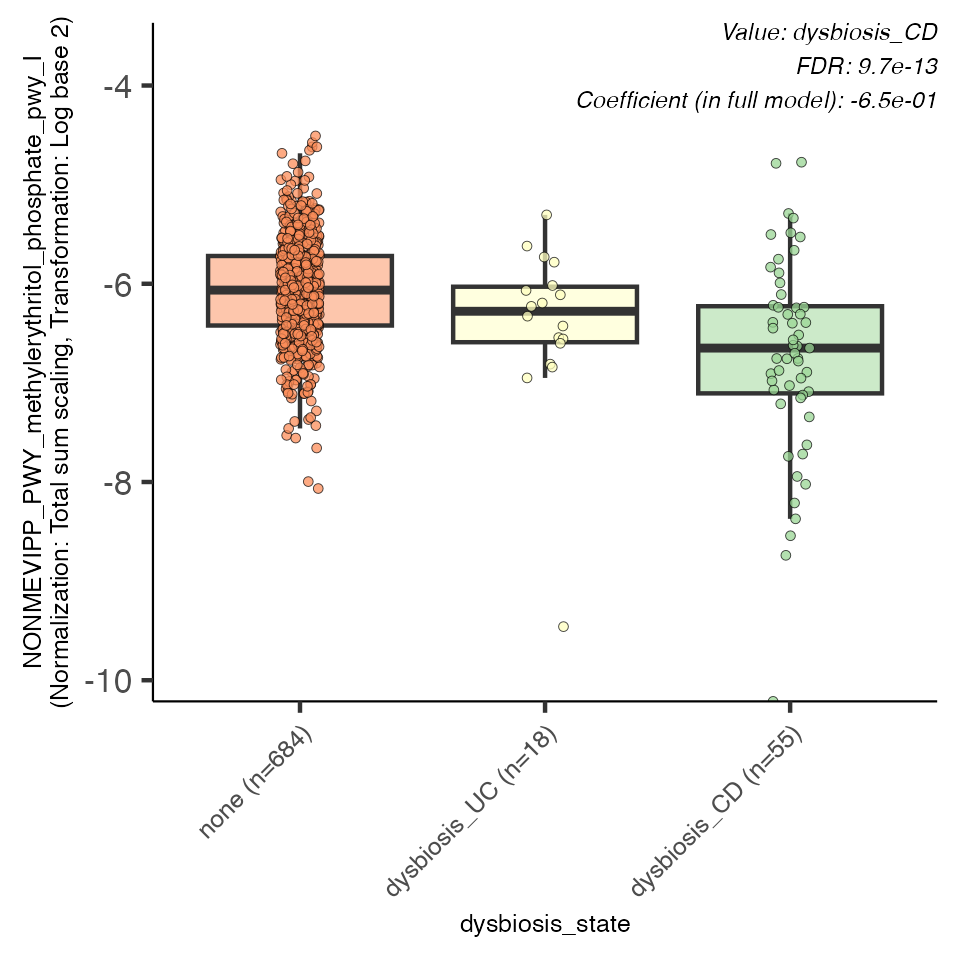 Value: dysbiosis_CD
FDR: 9.7e-13
Coefficient (in full model): -6.5e-01
NONMEVIPP_PWY_methylerythritol_phosphate_pwy_I
(Normalization: Total sum scaling, Transformation: Log base 2)
-4
-6
-8
-10
none (n=684)
dysbiosis_UC (n=18)
dysbiosis_CD (n=55)
dysbiosis_state